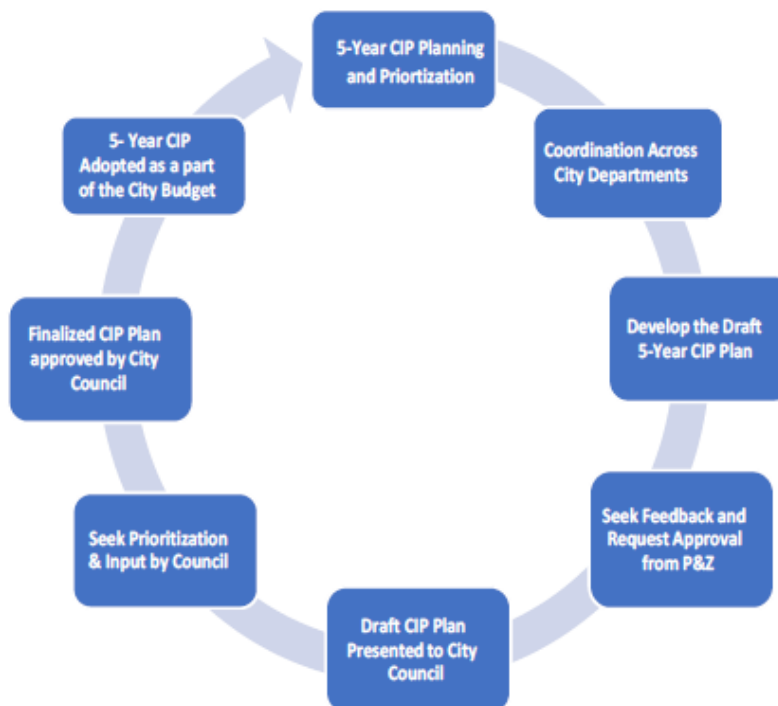 5-Year CIP Planning
and Priortization
Coordination Across
City Departments
Develop the Draft
5-Year CIP Plan
Seek Feedback and
Request Approval
from P&Z
Draft CIP Plan
Presented to City
Council
Seek Prioritization
& Input by Council
Finalized CIP Plan
approved by City
Council
5- Year CIP
Adopted as a part
of the City Budget